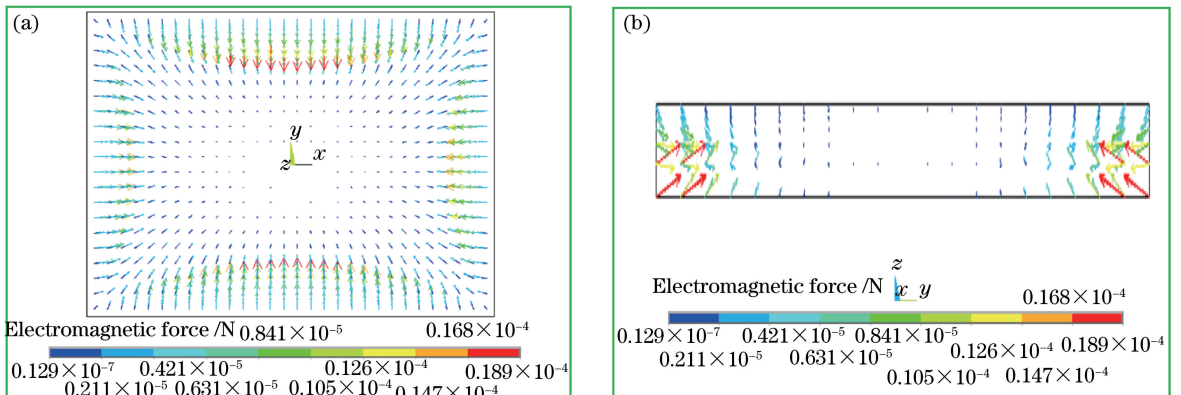 (a)
y
x
z
Electromagnetic force /N
0.841×10⁻⁵
0.168×10⁻⁴
0.129×10⁻⁷
0.421×10⁻⁵
0.126×10⁻⁴
0.189×10⁻⁴
0.211×10⁻⁵
0.631×10⁻⁵
0.105×10⁻⁴
0.147×10⁻⁴
(b)
z
Electromagnetic force /N
x
y
0.168×10⁻⁴
0.129×10⁻⁷
0.421×10⁻⁵
0.841×10⁻⁵
0.126×10⁻⁴
0.189×10⁻⁴
0.211×10⁻⁵
0.631×10⁻⁵
0.105×10⁻⁴
0.147×10⁻⁴